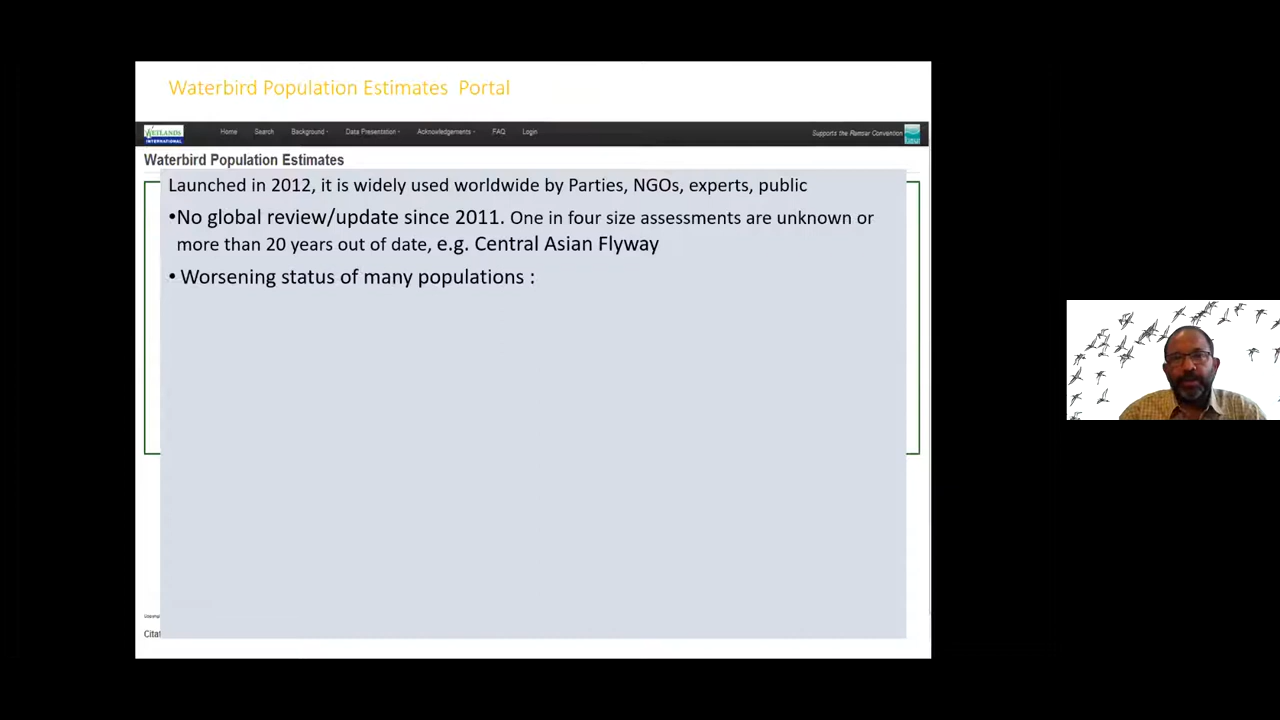 Waterbird Population Estimates Portal
WETLANDS
INTERNATIONAL
Home Search Background Data Presentation Acknowledgements FAQ Login
Supports the Ramsar Convention
Waterbird Population Estimates
Launched in 2012, it is widely used worldwide by Parties, NGOs, experts, public
•No global review/update since 2011. One in four size assessments are unknown or
more than 20 years out of date, e.g. Central Asian Flyway
• Worsening status of many populations :